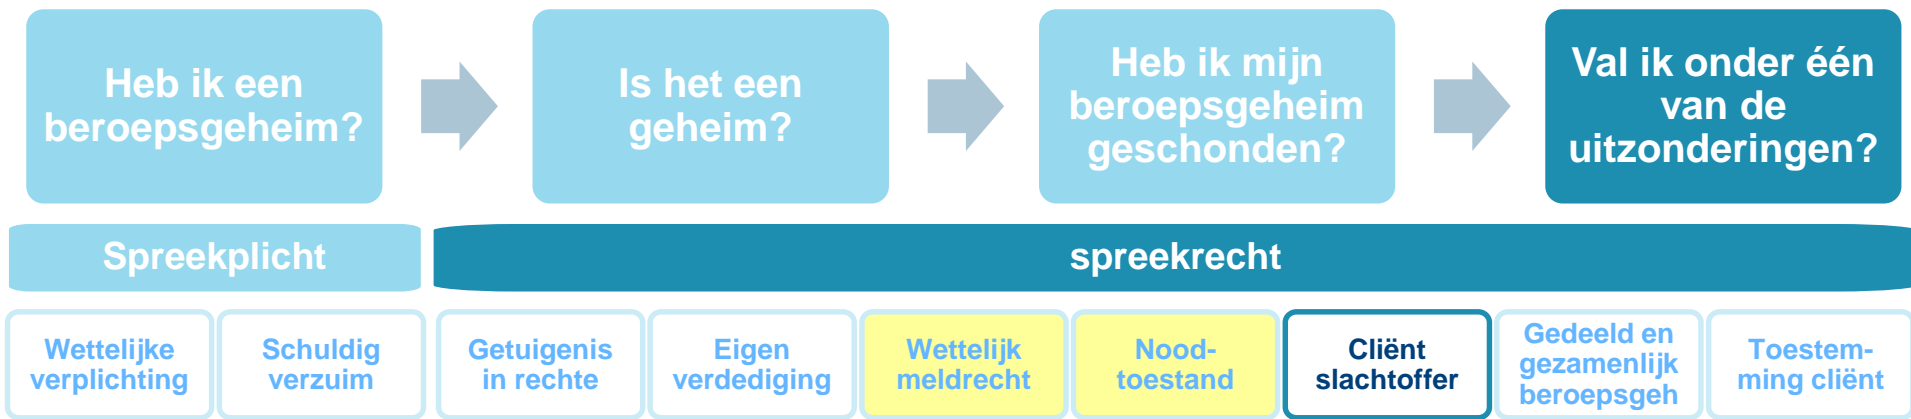 Heb ik een
beroepsgeheim?
Is het een
geheim?
Heb ik mijn
beroepsgeheim
geschonden?
Val ik onder één
van de
uitzonderingen?
Spreekplicht
spreekrecht
Wettelijke
verplichting
Schuldig
verzuim
Getuigenis
in rechte
Eigen
verdediging
Wettelijk
meldrecht
Nood-
toestand
Cliënt
slachtoffer
Gedeeld en
gezamenlijk
beroepsgeh
Toestem-
ming cliënt